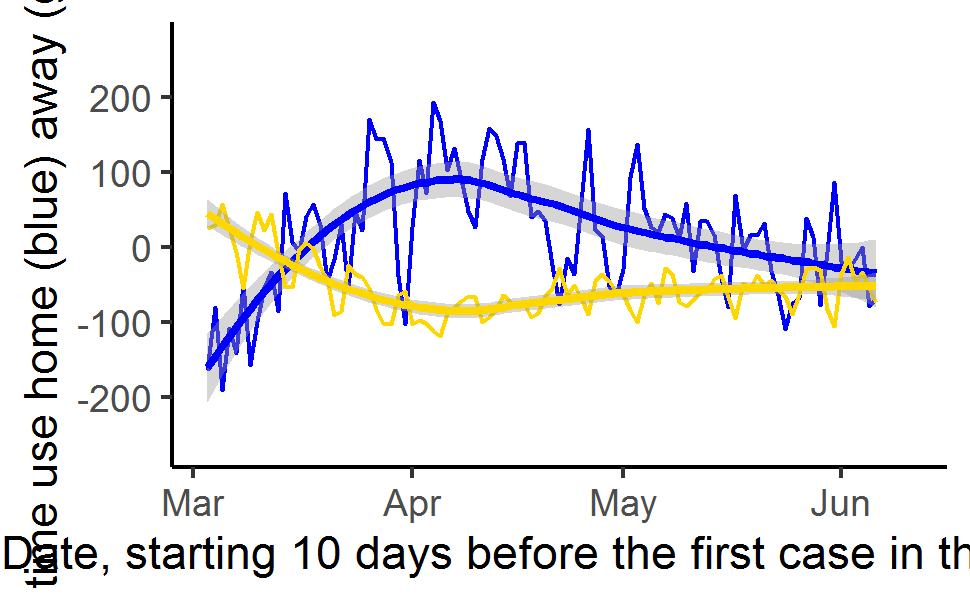 time use home (blue) away (
200
100
0
-100
-200
Mar Apr May Jun
Date, starting 10 days before the first case in th